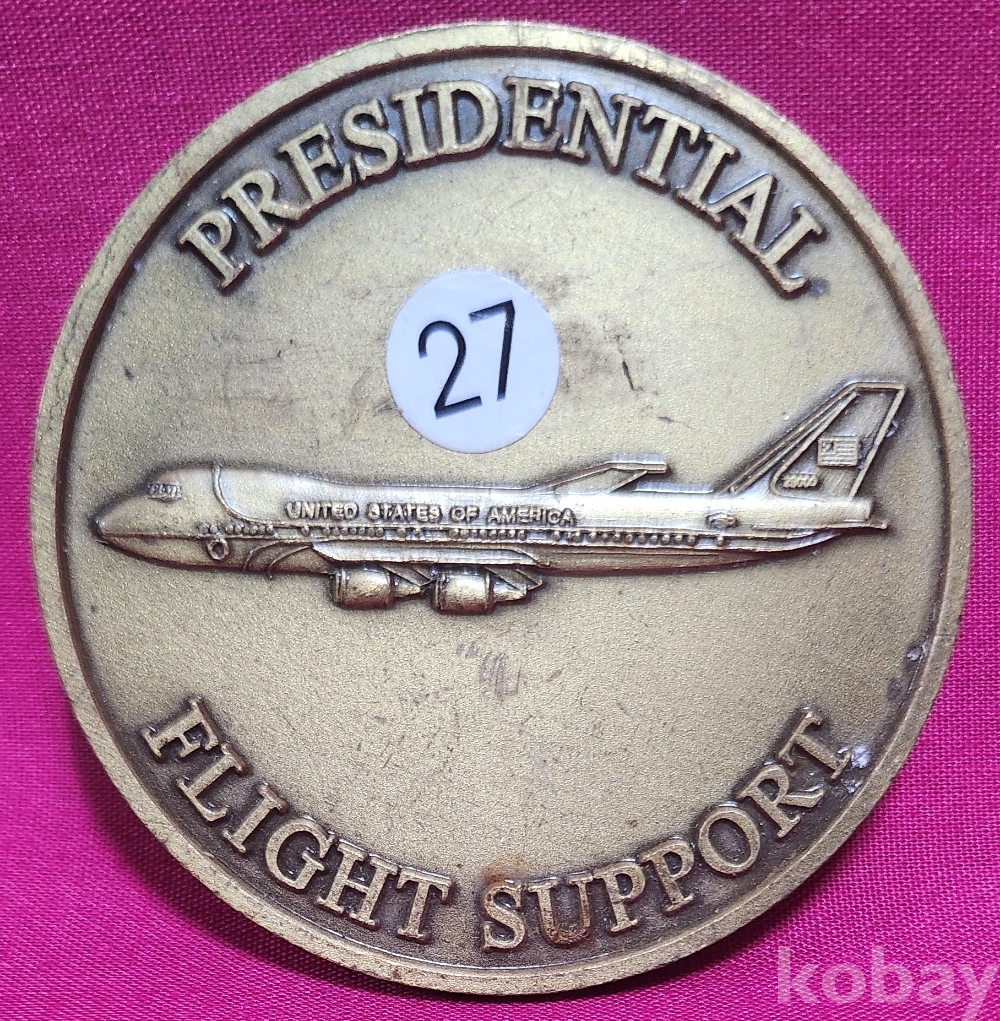 PRESIDENTIAL
27
UNITED STATES OF AMERICA
FLIGHT SUPPORT
kobay